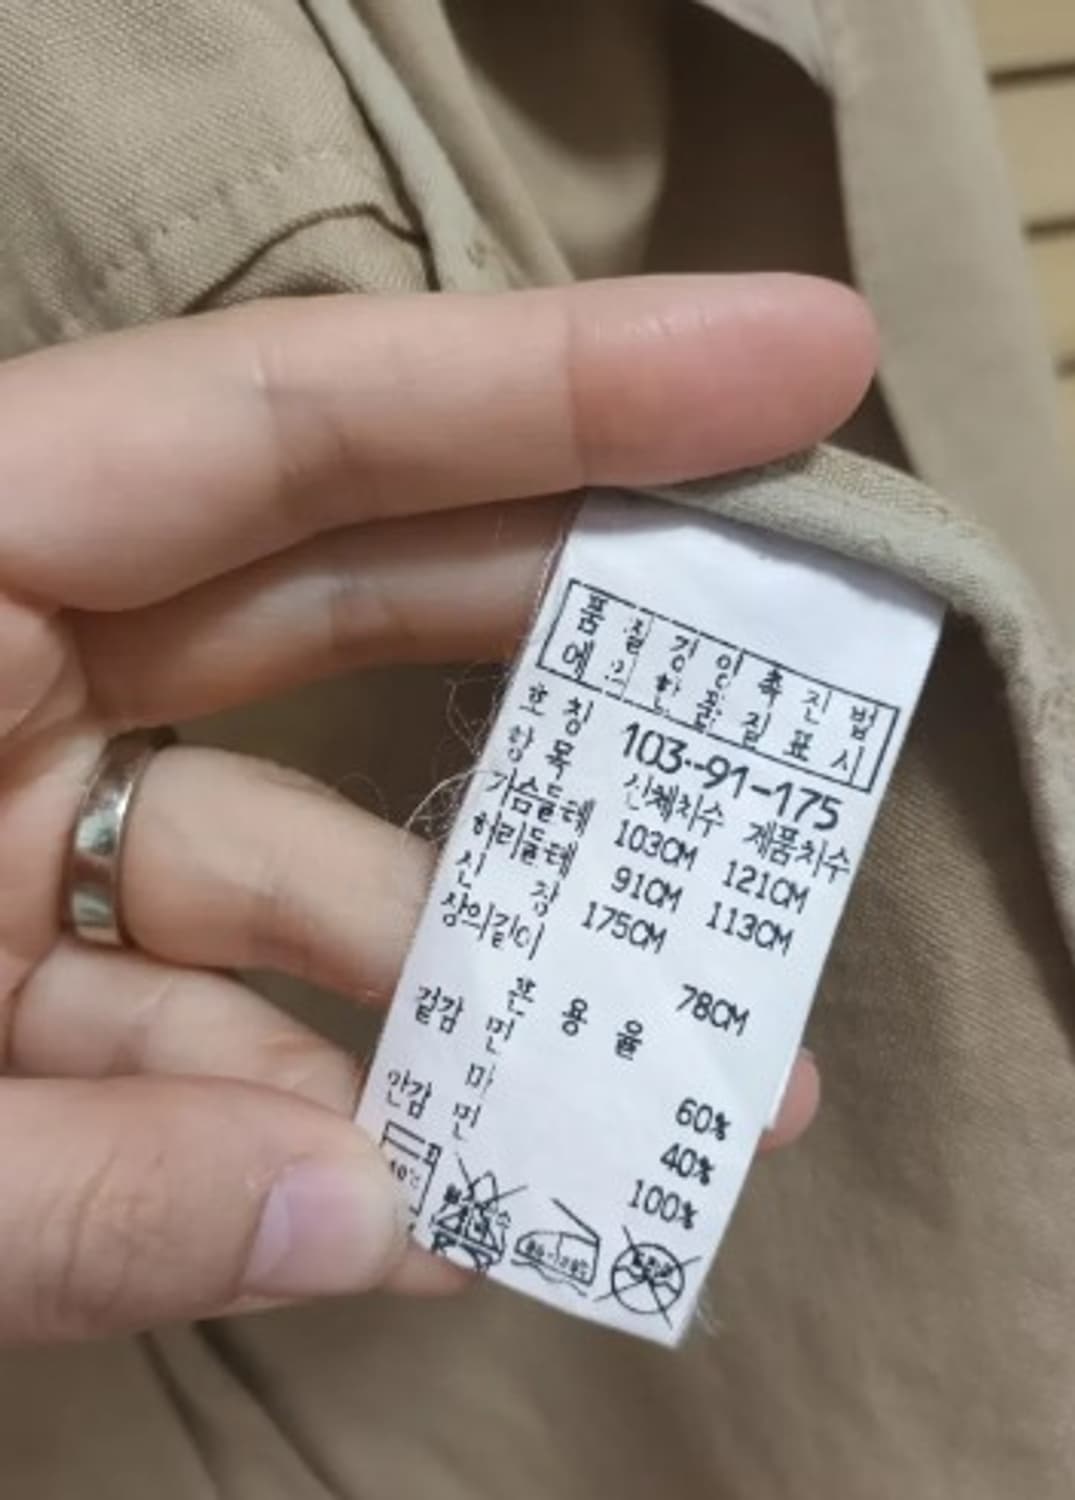 품질경영촉진법
에 의한 품질표시
호칭 103-91-175
항목 신체치수 제품치수
가슴둘레 103CM 121CM
허리둘레 91CM 113CM
신장 175CM
상의길이 78CM
혼용율
겉감 면 60%
마 40%
안감 면 100%
40℃